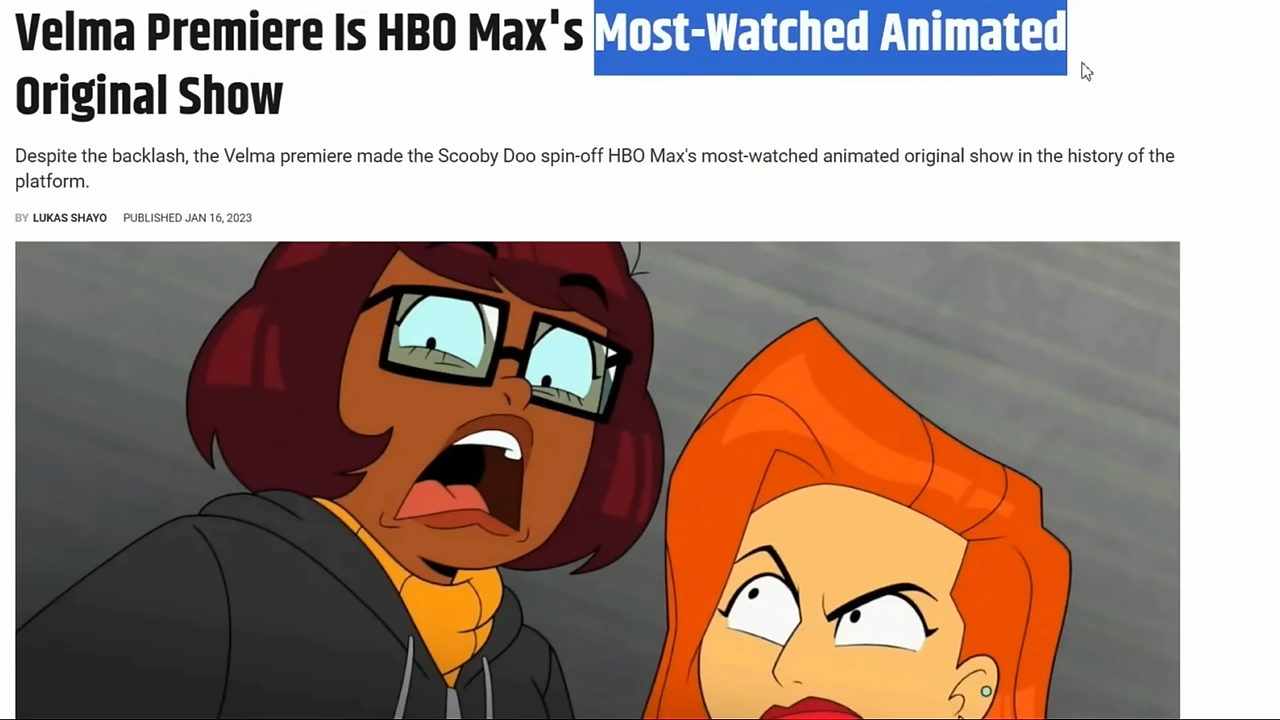 Velma Premiere Is HBO Max's Most-Watched Animated
Original Show
Despite the backlash, the Velma premiere made the Scooby Doo spin-off HBO Max's most-watched animated original show in the history of the
platform.
BY LUKAS SHAYO PUBLISHED JAN 16, 2023